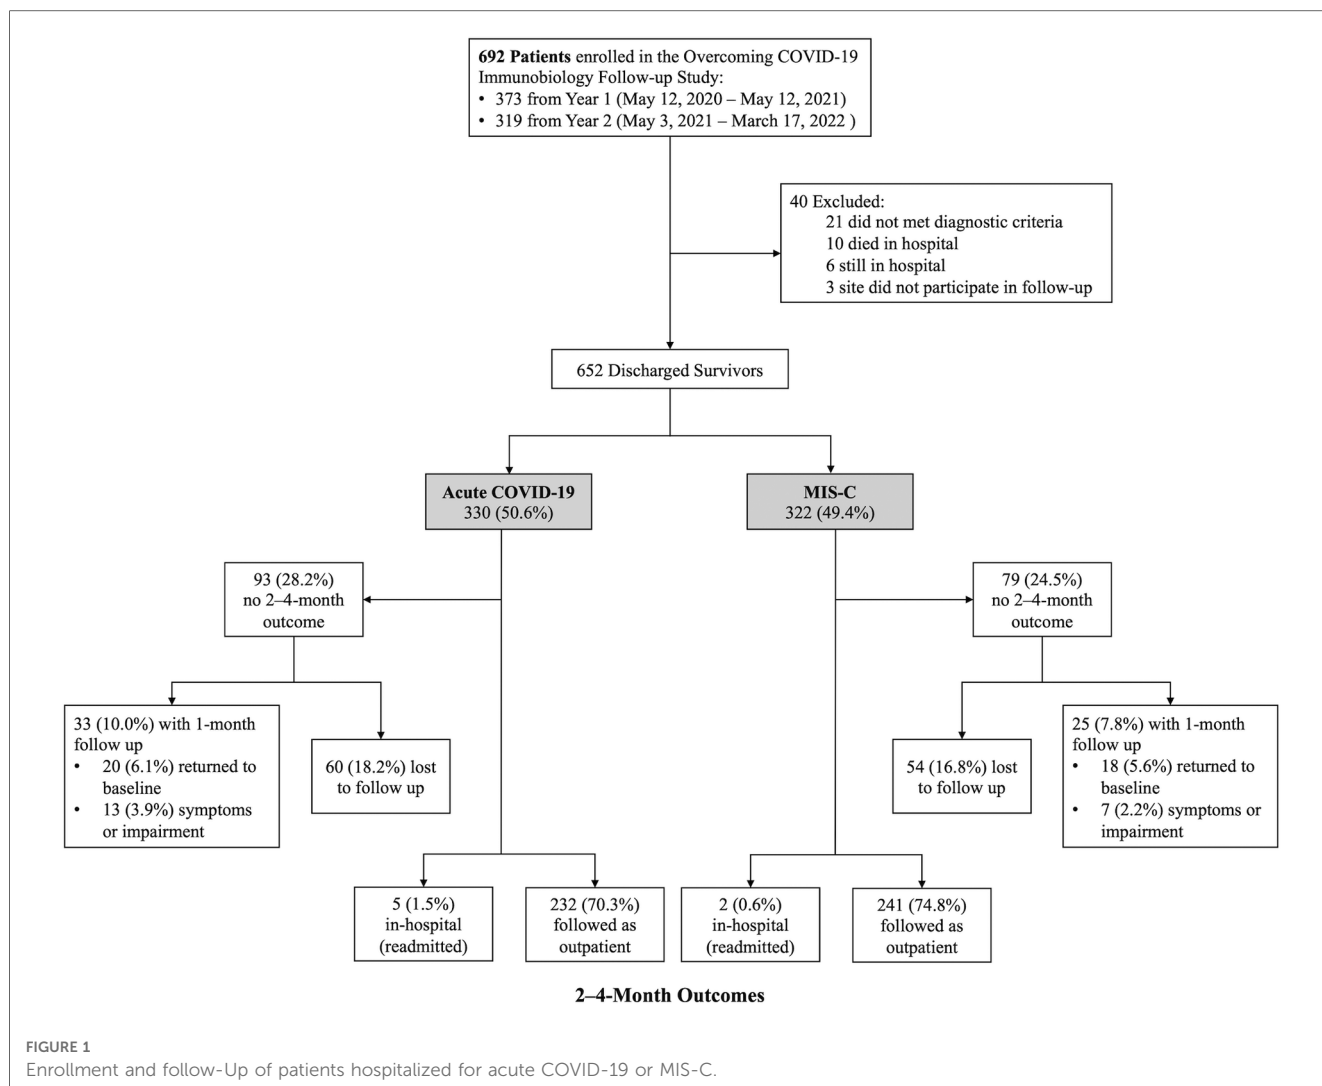 692 Patients enrolled in the Overcoming COVID-19
Immunobiology Follow-up Study:
• 373 from Year 1 (May 12, 2020 – May 12, 2021)
• 319 from Year 2 (May 3, 2021 – March 17, 2022 )
40 Excluded:
21 did not met diagnostic criteria
10 died in hospital
6 still in hospital
3 site did not participate in follow-up
652 Discharged Survivors
Acute COVID-19
330 (50.6%)
MIS-C
322 (49.4%)
93 (28.2%)
no 2–4-month
outcome
79 (24.5%)
no 2–4-month
outcome
33 (10.0%) with 1-month
follow up
• 20 (6.1%) returned to
baseline
• 13 (3.9%) symptoms
or impairment
60 (18.2%) lost
to follow up
54 (16.8%) lost
to follow up
25 (7.8%) with 1-month
follow up
• 18 (5.6%) returned to
baseline
• 7 (2.2%) symptoms or
impairment
5 (1.5%)
in-hospital
(readmitted)
232 (70.3%)
followed as
outpatient
2 (0.6%)
in-hospital
(readmitted)
241 (74.8%)
followed as
outpatient
2–4-Month Outcomes
FIGURE 1
Enrollment and follow-Up of patients hospitalized for acute COVID-19 or MIS-C.